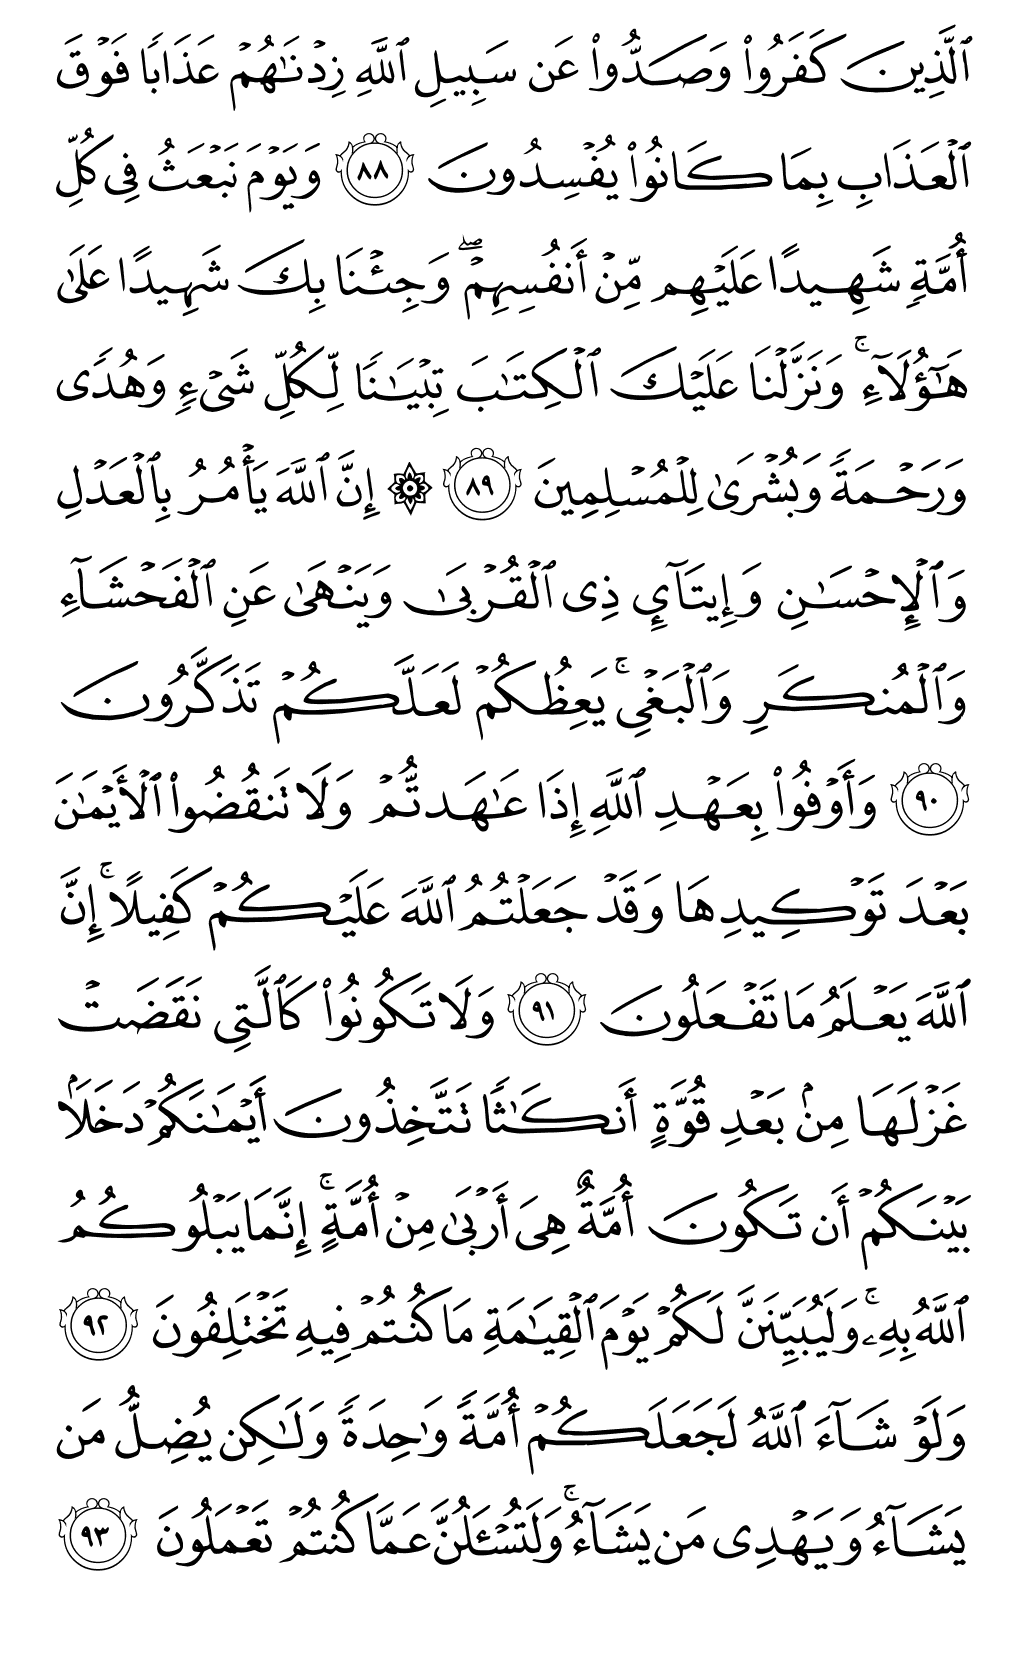 ٱلَّذِينَ كَفَرُوا۟ وَصَدُّوا۟ عَن سَبِيلِ ٱللَّهِ زِدْنَـٰهُمْ عَذَابًا فَوْقَ
ٱلْعَذَابِ بِمَا كَانُوا۟ يُفْسِدُونَ ٨٨ وَيَوْمَ نَبْعَثُ فِى كُلِّ
أُمَّةٍ شَهِيدًا عَلَيْهِم مِّنْ أَنفُسِهِمْ ۖ وَجِئْنَا بِكَ شَهِيدًا عَلَىٰ
هَـٰٓؤُلَآءِ ۚ وَنَزَّلْنَا عَلَيْكَ ٱلْكِتَـٰبَ تِبْيَـٰنًا لِّكُلِّ شَىْءٍ وَهُدًى
وَرَحْمَةً وَبُشْرَىٰ لِلْمُسْلِمِينَ ٨٩ ۞ إِنَّ ٱللَّهَ يَأْمُرُ بِٱلْعَدْلِ
وَٱلْإِحْسَـٰنِ وَإِيتَآئِ ذِى ٱلْقُرْبَىٰ وَيَنْهَىٰ عَنِ ٱلْفَحْشَآءِ
وَٱلْمُنكَرِ وَٱلْبَغْىِ ۚ يَعِظُكُمْ لَعَلَّكُمْ تَذَكَّرُونَ
٩٠ وَأَوْفُوا۟ بِعَهْدِ ٱللَّهِ إِذَا عَـٰهَدتُّمْ وَلَا تَنقُضُوا۟ ٱلْأَيْمَـٰنَ
بَعْدَ تَوْكِيدِهَا وَقَدْ جَعَلْتُمُ ٱللَّهَ عَلَيْكُمْ كَفِيلًا ۚ إِنَّ
ٱللَّهَ يَعْلَمُ مَا تَفْعَلُونَ ٩١ وَلَا تَكُونُوا۟ كَٱلَّتِى نَقَضَتْ
غَزْلَهَا مِنۢ بَعْدِ قُوَّةٍ أَنكَـٰثًا تَتَّخِذُونَ أَيْمَـٰنَكُمْ دَخَلًۢا
بَيْنَكُمْ أَن تَكُونَ أُمَّةٌ هِىَ أَرْبَىٰ مِنْ أُمَّةٍ ۚ إِنَّمَا يَبْلُوكُمُ
ٱللَّهُ بِهِۦ ۚ وَلَيُبَيِّنَنَّ لَكُمْ يَوْمَ ٱلْقِيَـٰمَةِ مَا كُنتُمْ فِيهِ تَخْتَلِفُونَ ٩٢
وَلَوْ شَآءَ ٱللَّهُ لَجَعَلَكُمْ أُمَّةً وَٰحِدَةً وَلَـٰكِن يُضِلُّ مَن
يَشَآءُ وَيَهْدِى مَن يَشَآءُ ۚ وَلَتُسْـَٔلُنَّ عَمَّا كُنتُمْ تَعْمَلُونَ ٩٣